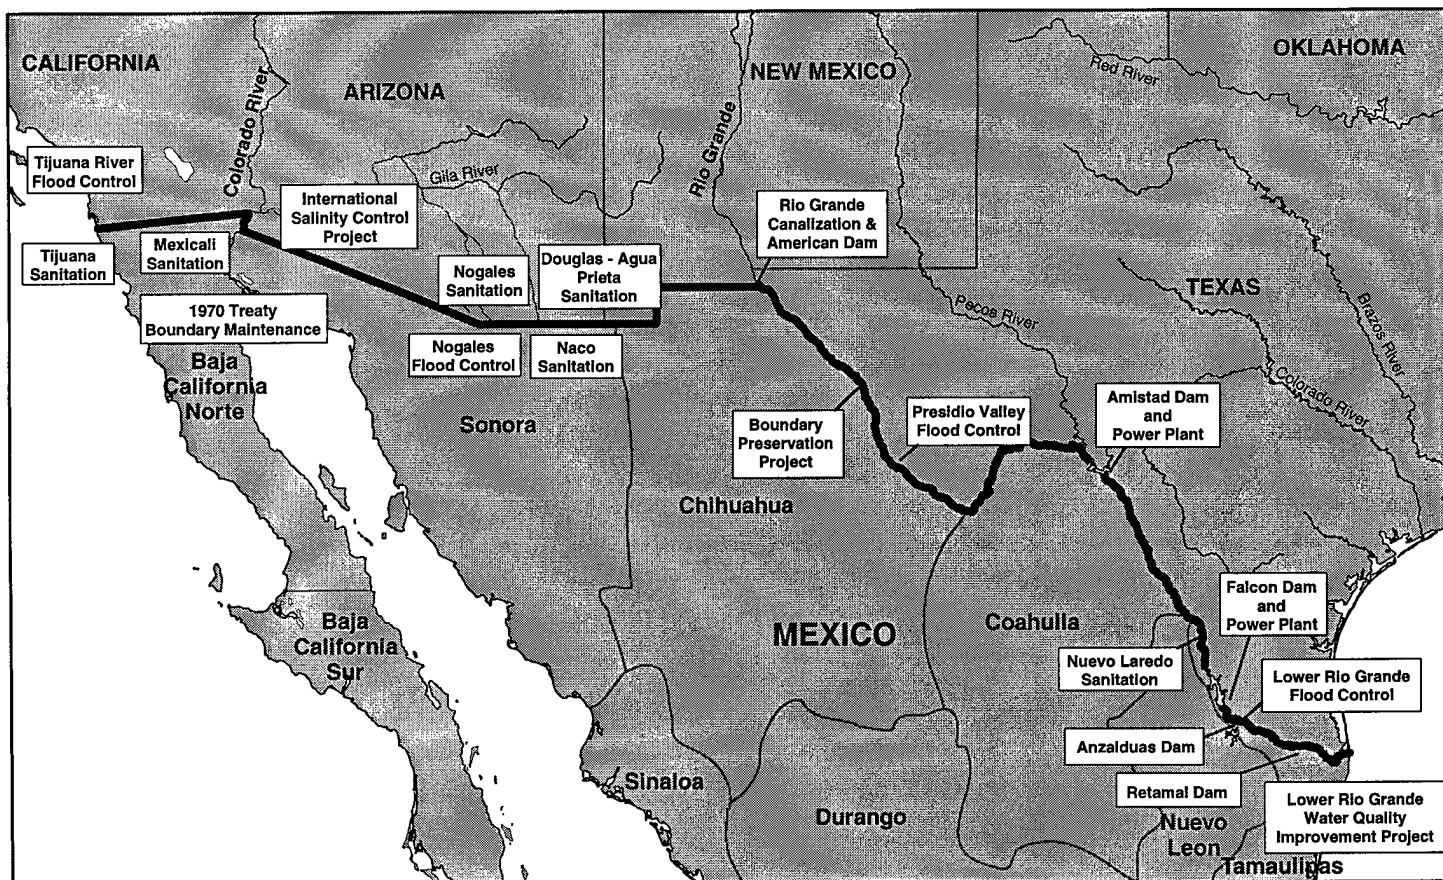 CALIFORNIA
ARIZONA
NEW MEXICO
OKLAHOMA
Red River
Colorado River
Rio Grande
Gila River
Tijuana River
Flood Control
International
Salinity Control
Project
Rio Grande
Canalization &
American Dam
Tijuana
Sanitation
Mexicali
Sanitation
Nogales
Sanitation
Douglas - Agua
Prieta
Sanitation
TEXAS
Pecos River
Brazos River
Colorado River
1970 Treaty
Boundary Maintenance
Nogales
Flood Control
Naco
Sanitation
Baja
California
Norte
Sonora
Boundary
Preservation
Project
Presidio Valley
Flood Control
Amistad Dam
and
Power Plant
Chihuahua
Baja
California
Sur
MEXICO
Coahulla
Falcon Dam
and
Power Plant
Nuevo Laredo
Sanitation
Lower Rio Grande
Flood Control
Anzalduas Dam
Retamal Dam
Sinaloa
Durango
Lower Rio Grande
Water Quality
Improvement Project
Nuevo
Leon
Tamaulipas